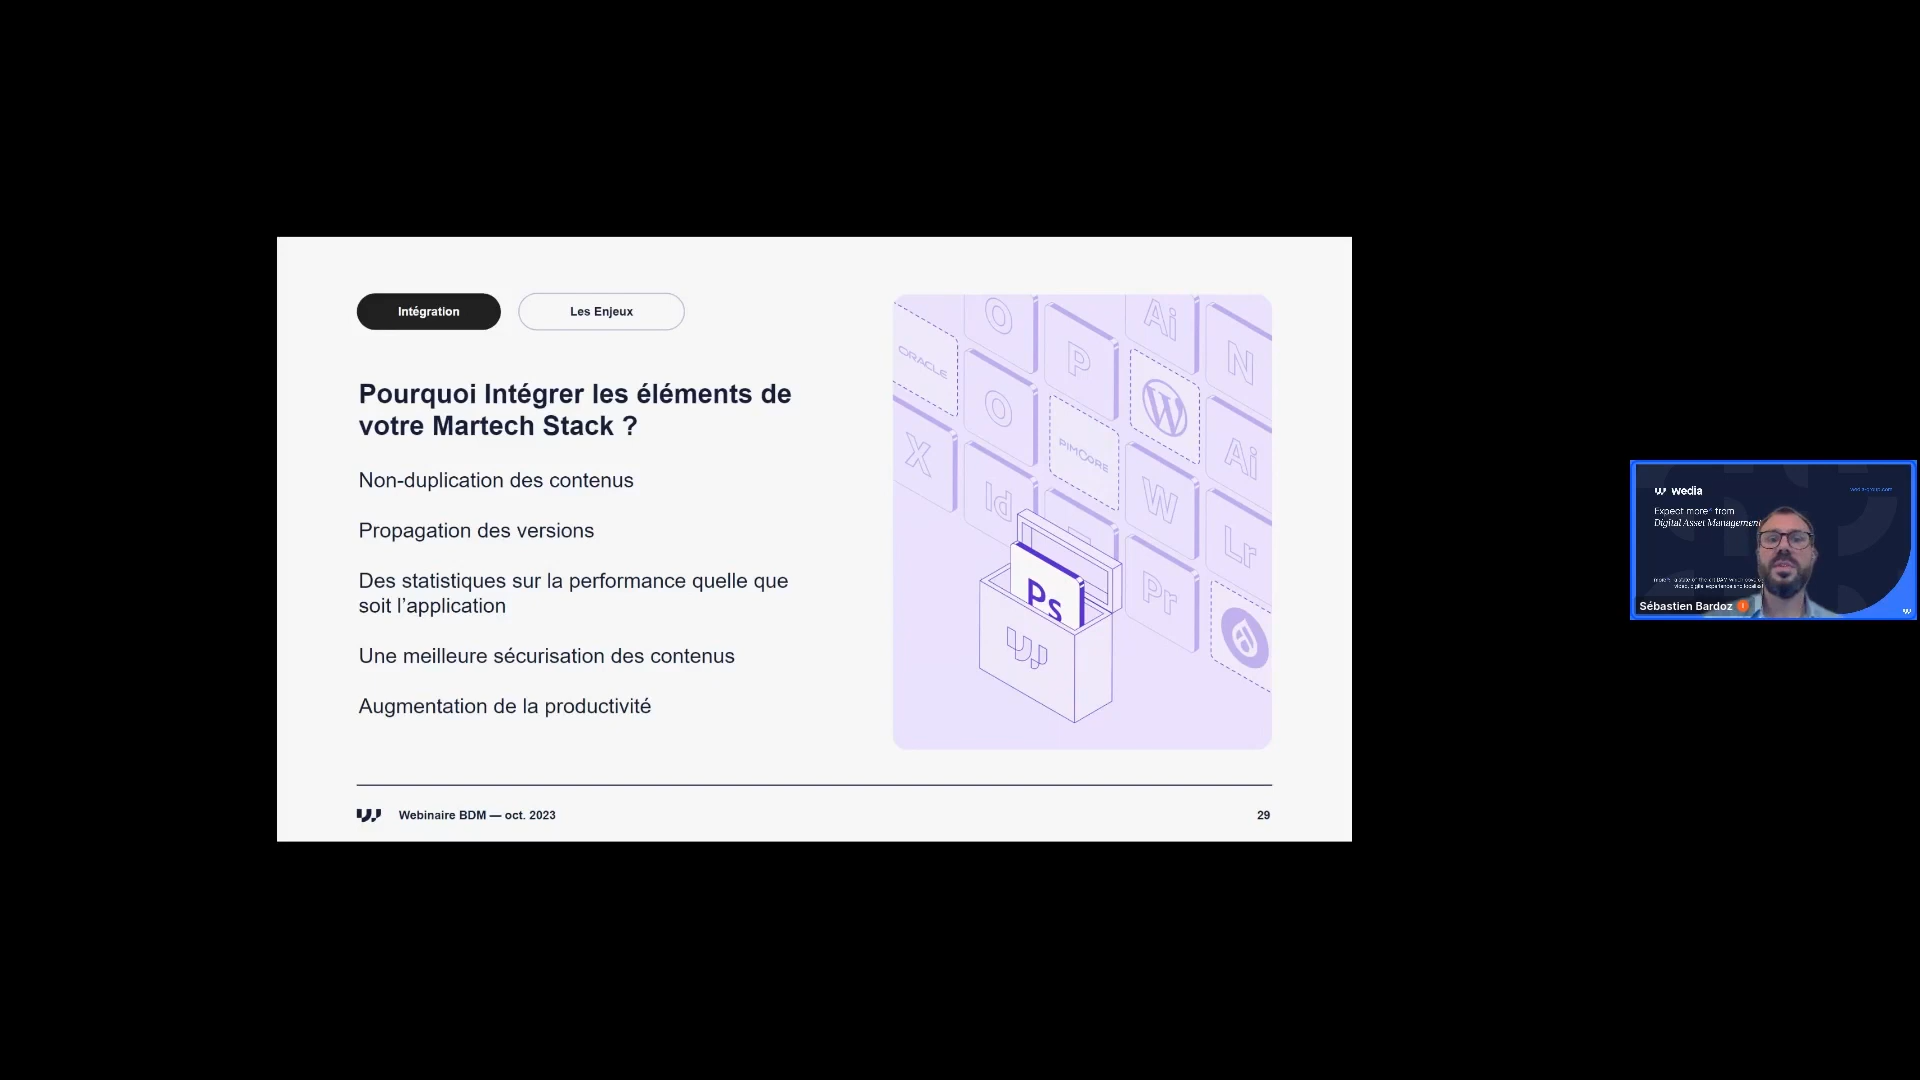 Intégration
Les Enjeux
Pourquoi Intégrer les éléments de
votre Martech Stack ?
Non-duplication des contenus
Propagation des versions
Des statistiques sur la performance quelle que
soit l’application
Une meilleure sécurisation des contenus
Augmentation de la productivité
Webinaire BDM — oct. 2023
29
O
Ai
P
N
ORACLE
O
W
X
PIMCORE
Ai
Id
W
Lr
Ps
Pr
wedia
Expect more+ from
Digital Asset Management
Sébastien Bardoz